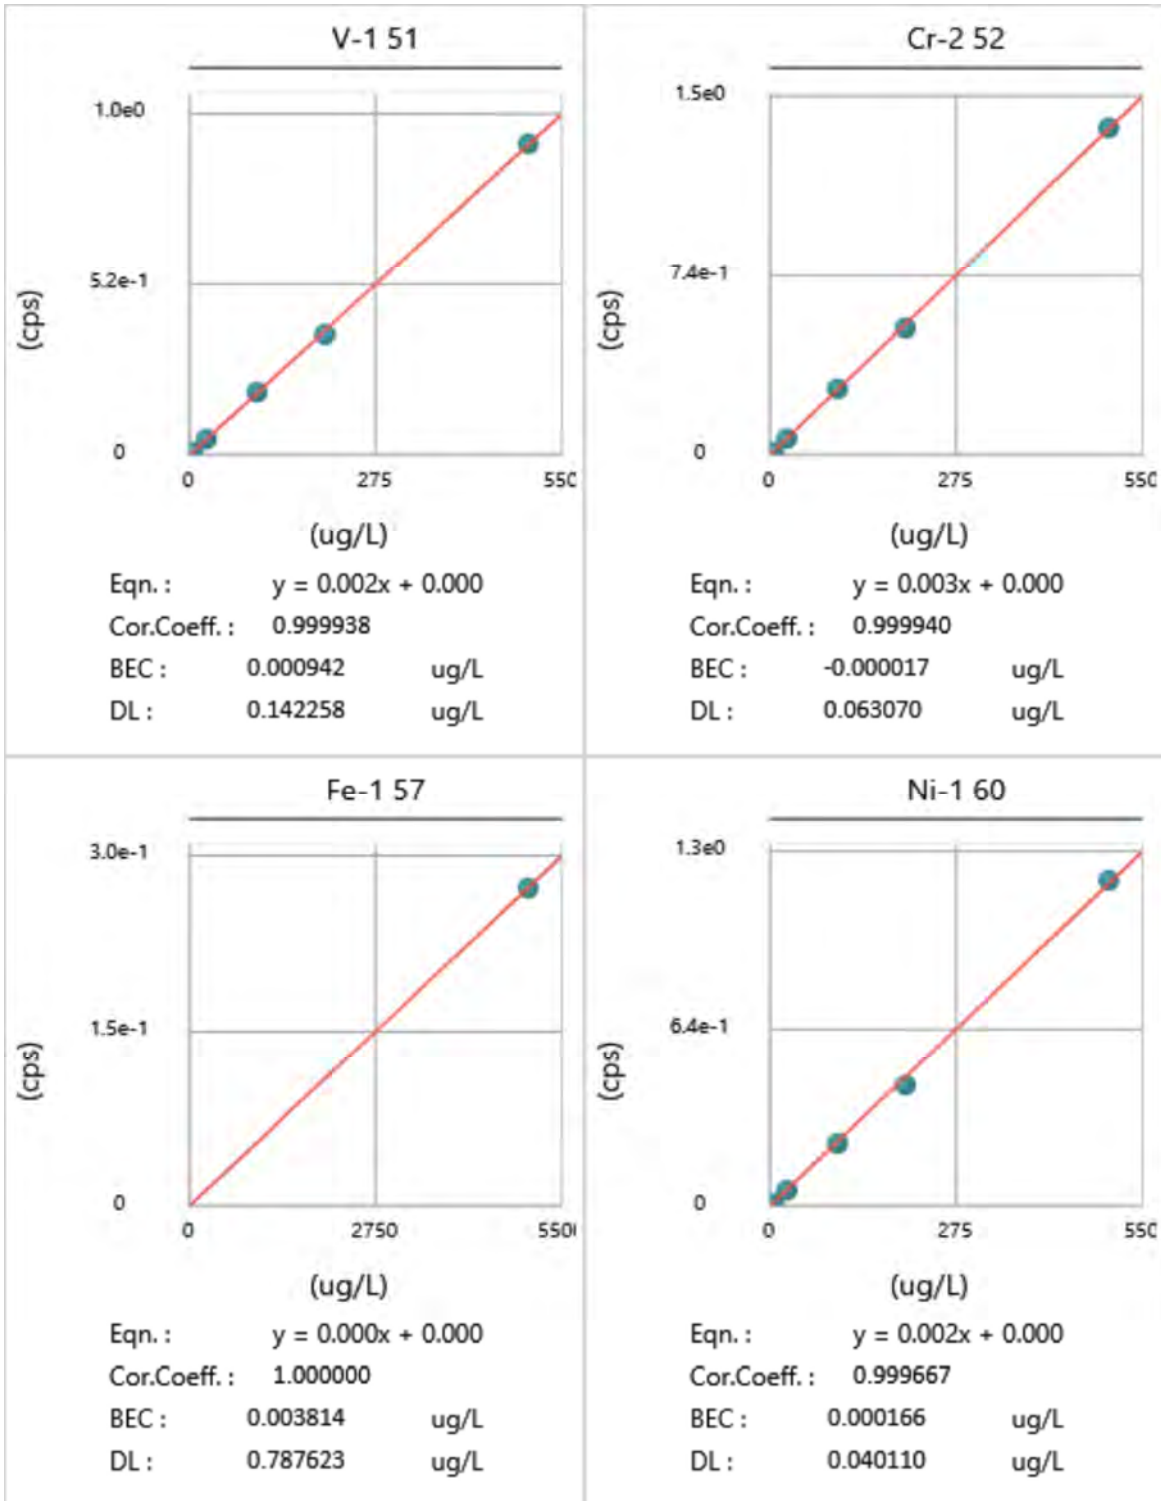 V-1 51
1.0e0
5.2e-1
0
(cps)
0 275 550
(ug/L)
Eqn. : y = 0.002x + 0.000
Cor.Coeff. : 0.999938
BEC : 0.000942 ug/L
DL : 0.142258 ug/L
Cr-2 52
1.5e0
7.4e-1
0
(cps)
0 275 550
(ug/L)
Eqn. : y = 0.003x + 0.000
Cor.Coeff. : 0.999940
BEC : -0.000017 ug/L
DL : 0.063070 ug/L
Fe-1 57
3.0e-1
1.5e-1
0
(cps)
0 2750 5500
(ug/L)
Eqn. : y = 0.000x + 0.000
Cor.Coeff. : 1.000000
BEC : 0.003814 ug/L
DL : 0.787623 ug/L
Ni-1 60
1.3e0
6.4e-1
0
(cps)
0 275 550
(ug/L)
Eqn. : y = 0.002x + 0.000
Cor.Coeff. : 0.999667
BEC : 0.000166 ug/L
DL : 0.040110 ug/L